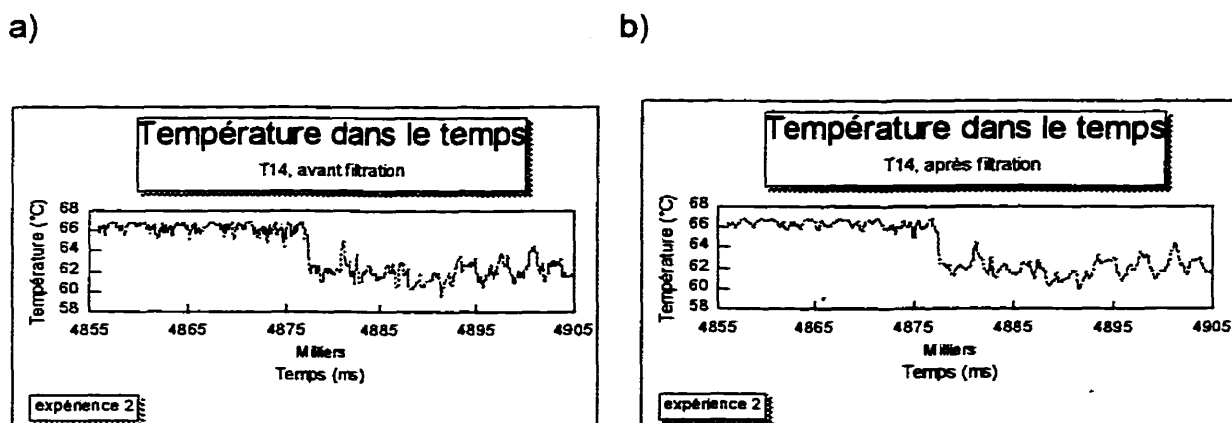 a)
Température dans le temps
T14, avant filtration
Température (°C)
68
66
64
62
60
58
4855 4865 4875 4885 4895 4905
Milliers
Temps (ms)
expérience 2
b)
Température dans le temps
T14, après filtration
Température (°C)
68
66
64
62
60
58
4855 4865 4875 4885 4895 4905
Milliers
Temps (ms)
expérience 2